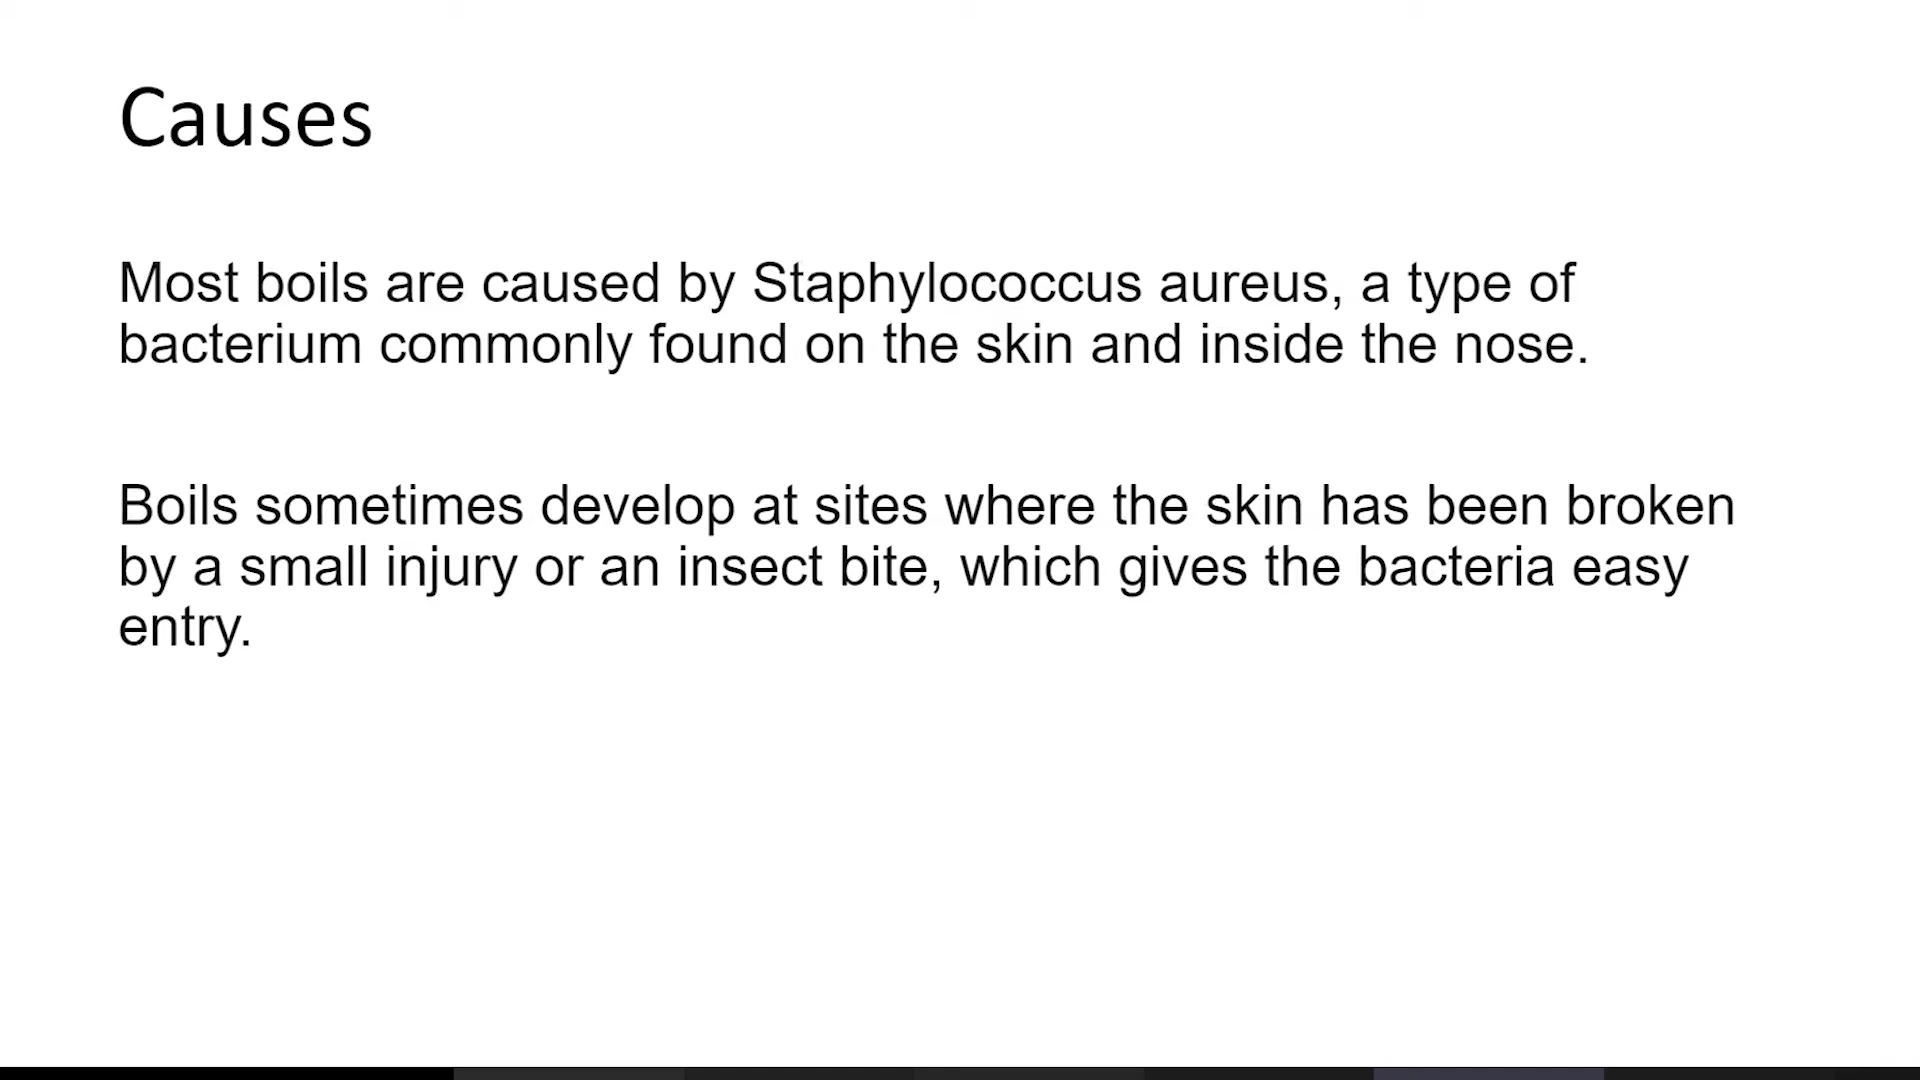 Causes
Most boils are caused by Staphylococcus aureus, a type of
bacterium commonly found on the skin and inside the nose.
Boils sometimes develop at sites where the skin has been broken
by a small injury or an insect bite, which gives the bacteria easy
entry.